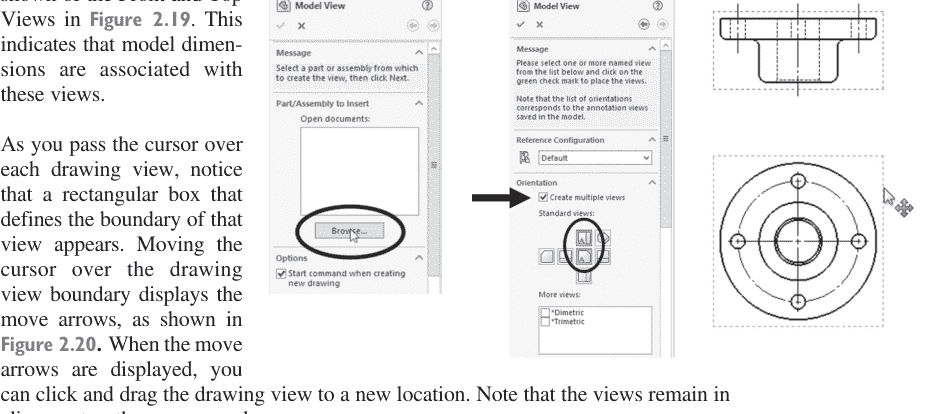 Views in Figure 2.19. This
indicates that model dimen-
sions are associated with
these views.
As you pass the cursor over
each drawing view, notice
that a rectangular box that
defines the boundary of that
view appears. Moving the
cursor over the drawing
view boundary displays the
move arrows, as shown in
Figure 2.20. When the move
arrows are displayed, you
can click and drag the drawing view to a new location. Note that the views remain in
Model View
Message
Select a part or assembly from which
to create the view, then click Next.
Part/Assembly to Insert
Open documents:
Browse...
Options
Start command when creating
new drawing
Model View
Message
Please select one or more named view
from the list below and click on the
green check mark to place the views.
Note that the list of orientations
corresponds to the annotation views
saved in the model.
Reference Configuration
Default
Orientation
Create multiple views
Standard views:
More views:
*Dimetric
*Trimetric